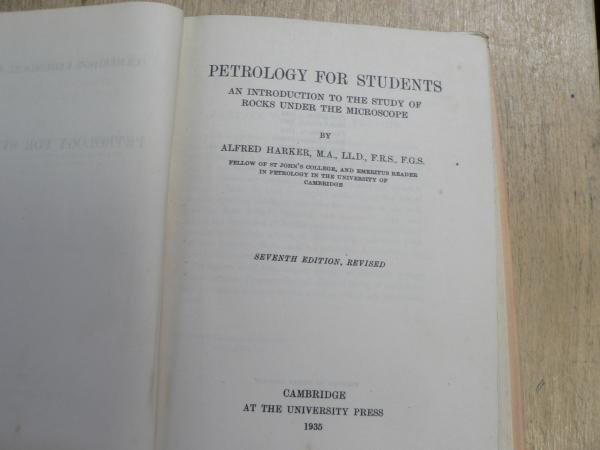 PETROLOGY FOR STUDENTS
AN INTRODUCTION TO THE STUDY OF
ROCKS UNDER THE MICROSCOPE
BY
ALFRED HARKER, M.A., LL.D., F.R.S., F.G.S.
FELLOW OF ST JOHN'S COLLEGE, AND EMERITUS READER
IN PETROLOGY IN THE UNIVERSITY OF
CAMBRIDGE
SEVENTH EDITION, REVISED
CAMBRIDGE
AT THE UNIVERSITY PRESS
1935